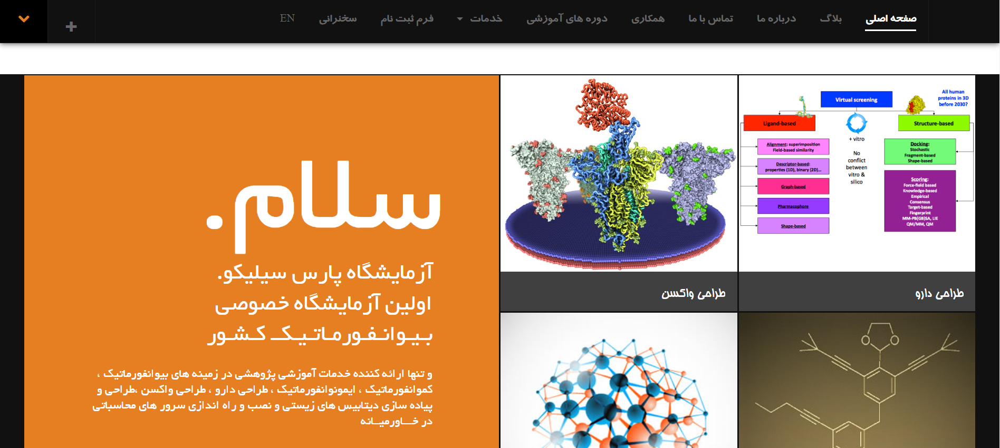 صفحه اصلی
بلاگ
درباره ما
تماس با ما
همکاری
دوره های آموزشی
خدمات
فرم ثبت نام
سخنرانی
EN
سلام.
آزمایشگاه پارس سیلیکو.
اولین آزمایشگاه خصوصی
بـیـوانـفـورمـاتـیـکـ کـشـور
و تنها ارائه کننده خدمات آموزشی پژوهشی در زمینه های بیوانفورماتیک ،
کموانفورماتیک ، ایمونوانفورماتیک ، طراحی دارو ، طراحی واکسن ،طراحی و
پیاده سازی دیتابیس های زیستی و نصب و راه اندازی سرور های محاسباتی
در خـــاورمیــانه
طراحی واکسن
Virtual screening
All human
proteins in 3D
before 2030?
Ligand-based
Structure-based
+ vitro
No
conflict
between
vitro &
silico
Alignment: superimposition
Field-based similarity
Descriptor-based:
properties (1D), binary (2D)...
Graph-based
Pharmacophore
Shape-based
Docking:
Stochastic
Fragment-based
Shape-based
Scoring:
Force-field based
Knowledge-based
Empirical
Consensus
Target-based
Fingerprint
MM-PB(GB)SA, LIE
QM/MM, QM
طراحی دارو
O
O